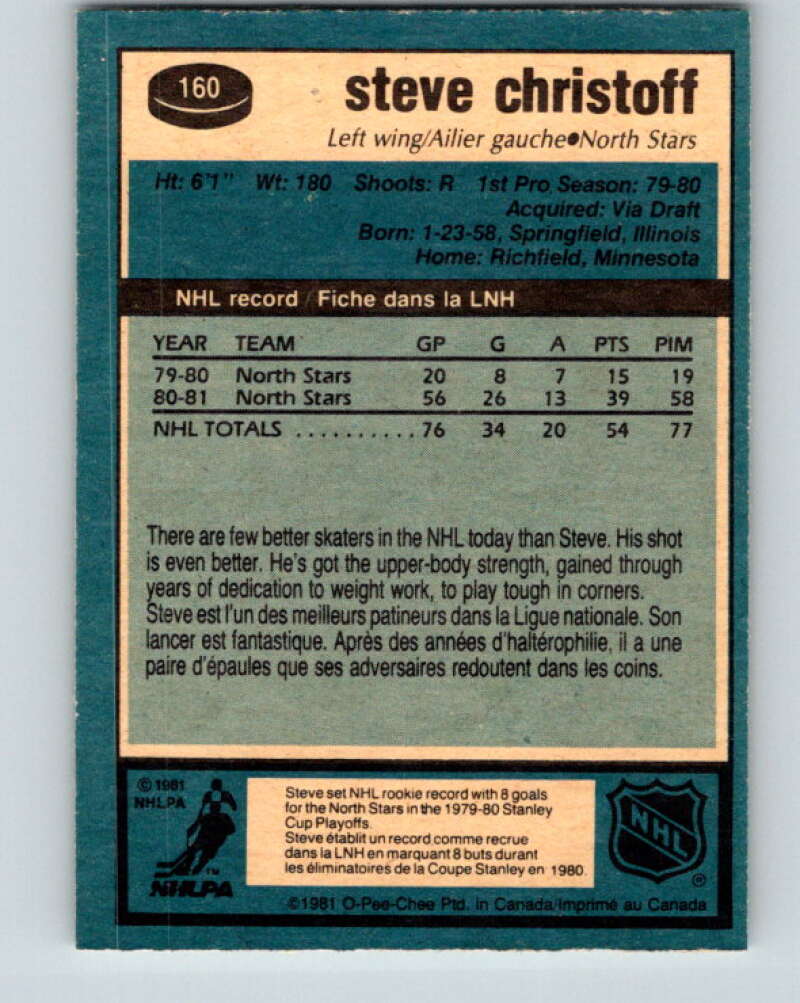 160
steve christoff
Left wing/Ailier gauche•North Stars
Ht: 6'1" Wt: 180 Shoots: R 1st Pro Season: 79-80
Acquired: Via Draft
Born: 1-23-58, Springfield, Illinois
Home: Richfield, Minnesota
NHL record / Fiche dans la LNH
YEAR TEAM GP G A PTS PIM
79-80 North Stars 20 8 7 15 19
80-81 North Stars 56 26 13 39 58
NHL TOTALS ..........76 34 20 54 77
There are few better skaters in the NHL today than Steve. His shot
is even better. He's got the upper-body strength, gained through
years of dedication to weight work, to play tough in corners.
Steve est l'un des meilleurs patineurs dans la Ligue nationale. Son
lancer est fantastique. Après des années d'haltérophilie, il a une
paire d'épaules que ses adversaires redoutent dans les coins.
©1981
NHLPA
TM
NHLPA
Steve set NHL rookie record with 8 goals
for the North Stars in the 1979-80 Stanley
Cup Playoffs.
Steve établit un record comme recrue
dans la LNH en marquant 8 buts durant
les éliminatoires de la Coupe Stanley en 1980.
NHL
®
©1981 O-Pee-Chee Ptd. in Canada/Imprimé au Canada